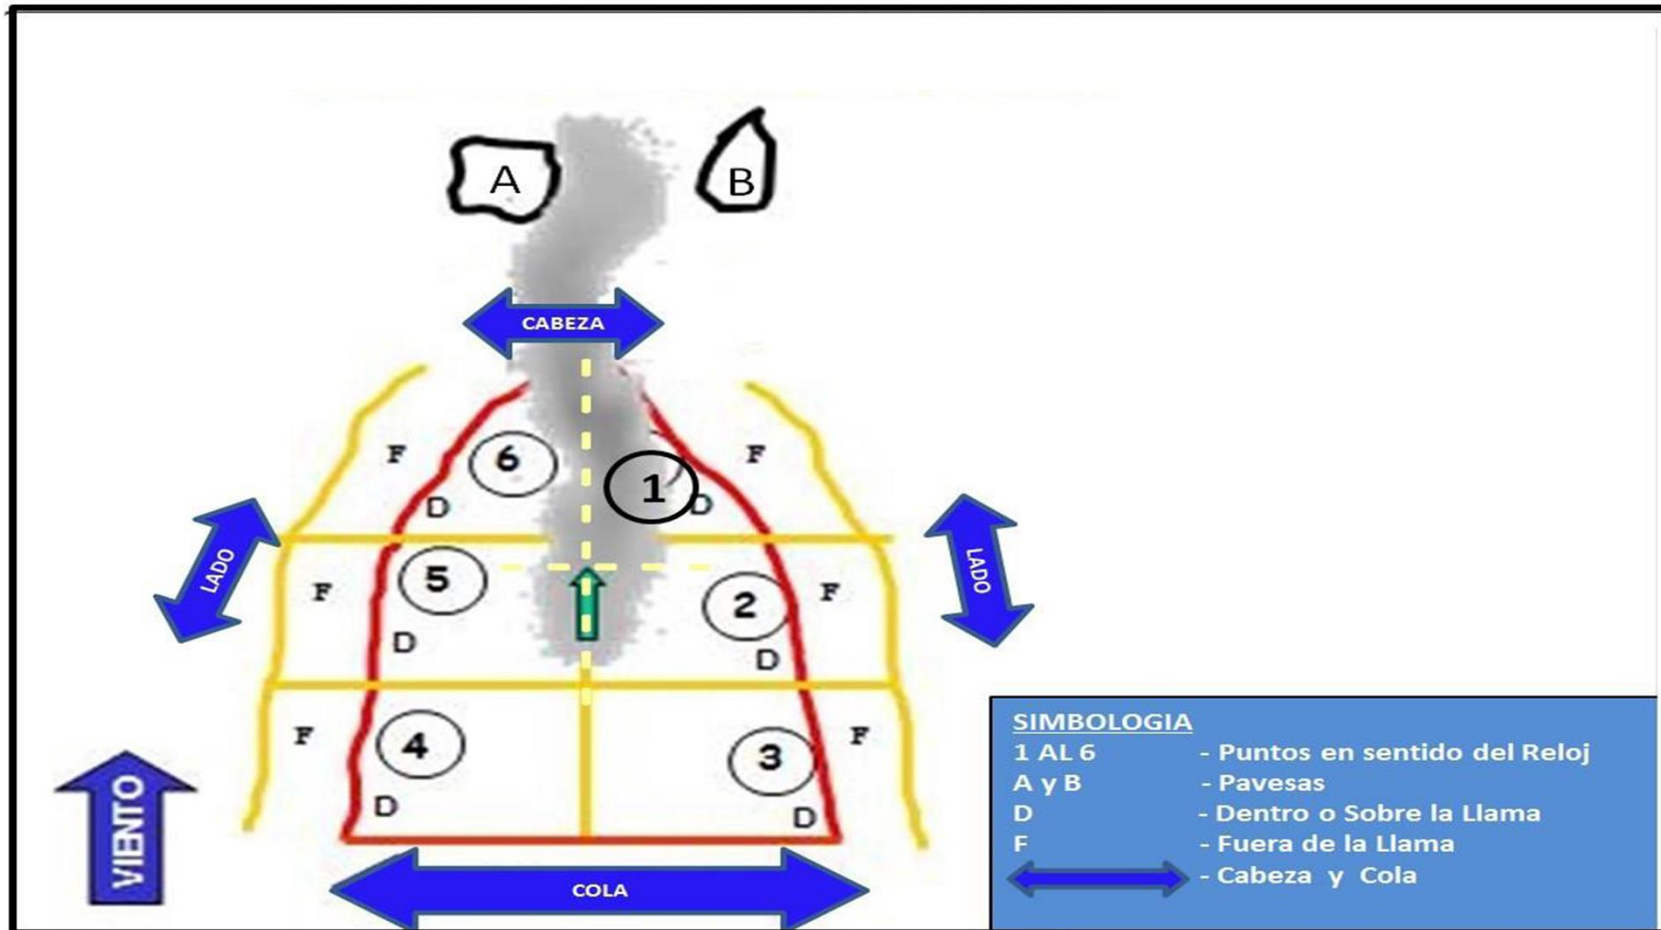 A
B
CABEZA
F
6
F
D
1
D
LADO
LADO
5
F
2
F
D
D
F
4
3
F
D
D
VIENTO
COLA
SIMBOLOGIA
1 AL 6 - Puntos en sentido del Reloj
A y B - Pavesas
D - Dentro o Sobre la Llama
F - Fuera de la Llama
- Cabeza y Cola